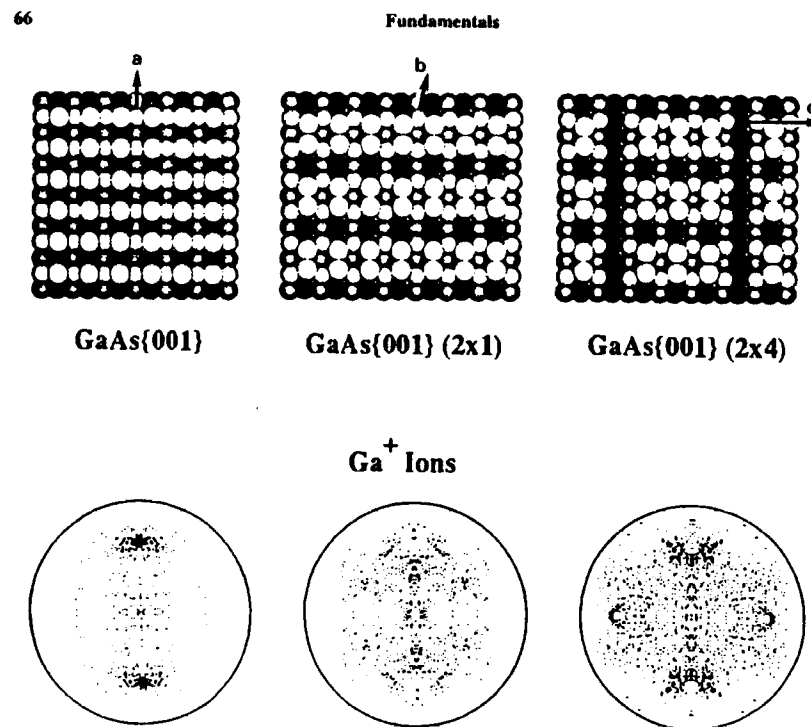 66 Fundamentals
a b c
GaAs{001} GaAs{001} (2x1) GaAs{001} (2x4)
Ga+ Ions